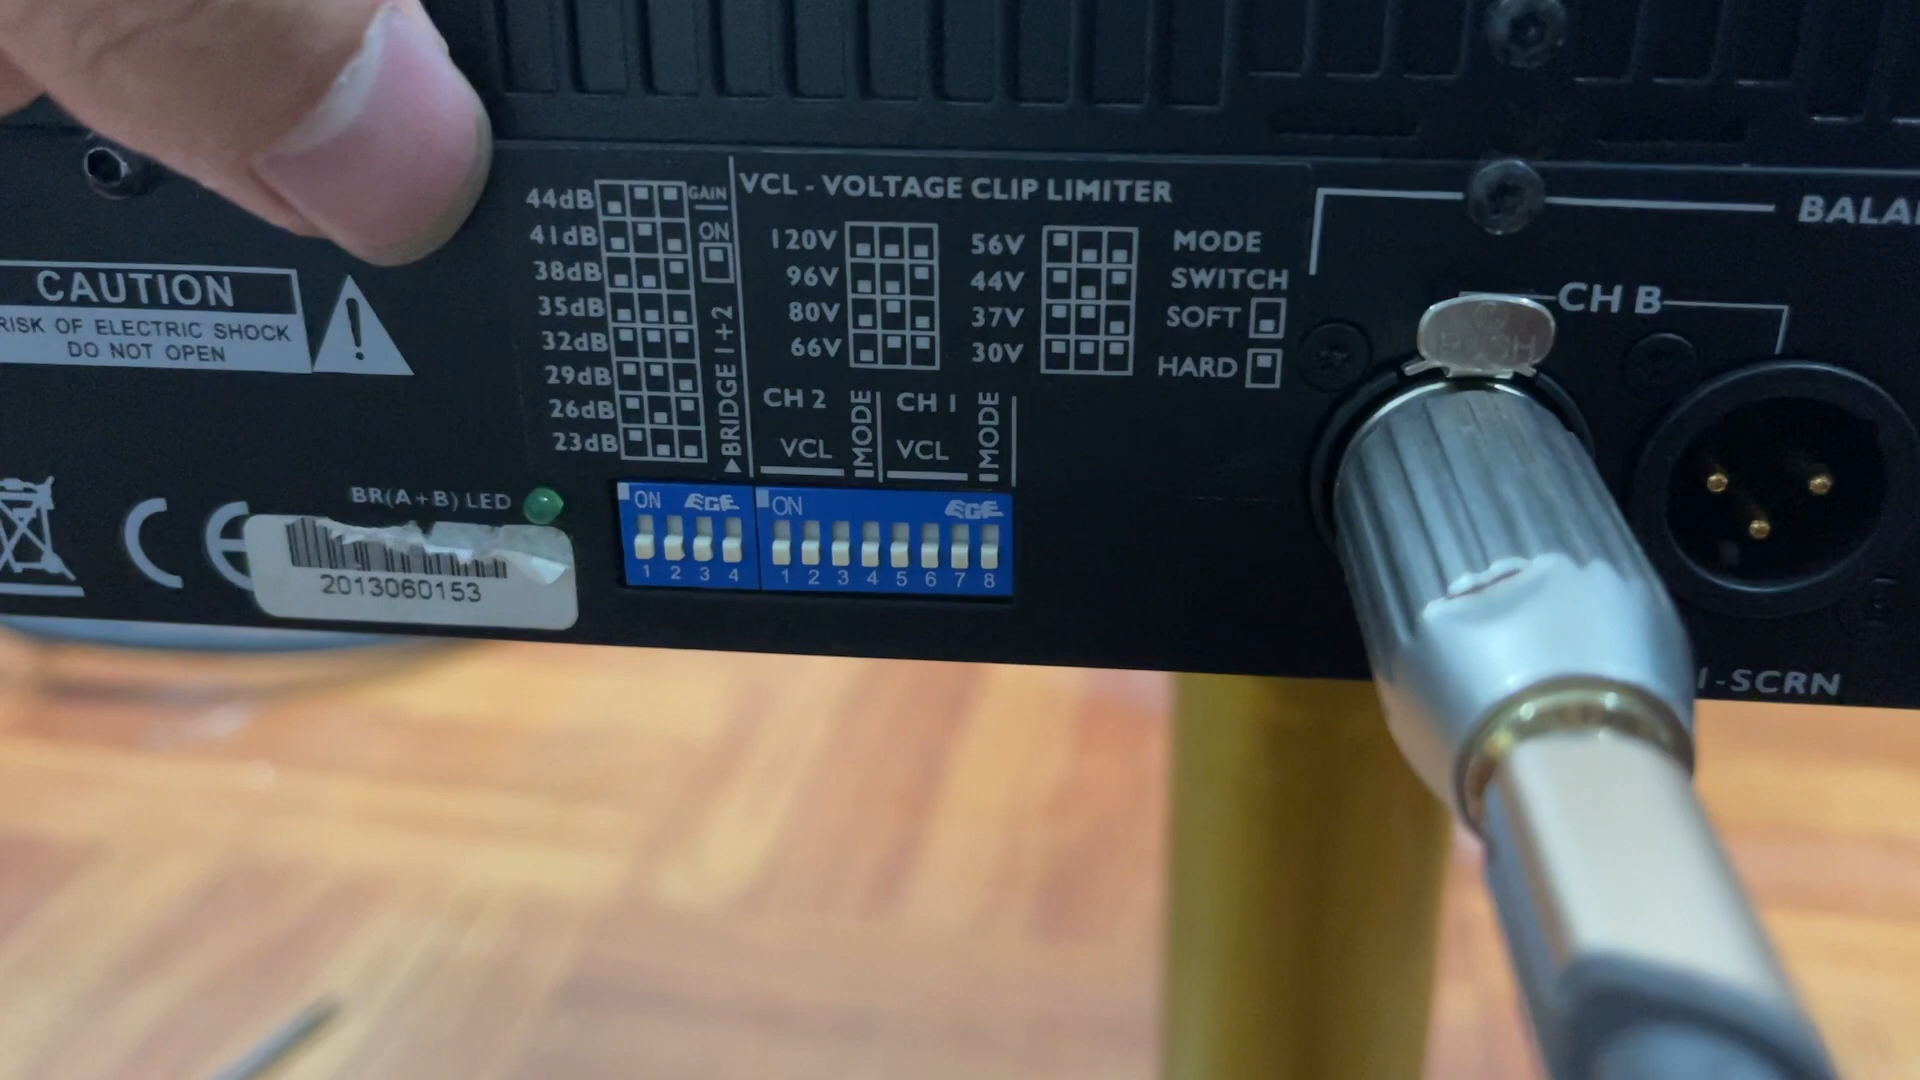 44dB GAIN
41dB ON
38dB
35dB
32dB
29dB
26dB
23dB
BRIDGE 1+2
VCL - VOLTAGE CLIP LIMITER
120V 56V MODE
96V 44V SWITCH
80V 37V SOFT
66V 30V HARD
CH 2 MODE CH 1 MODE
VCL VCL
BALA
CH B
PUSH
CAUTION
RISK OF ELECTRIC SHOCK
DO NOT OPEN
BR(A+B) LED
CE
2013060153
ON EGE ON EGE
1 2 3 4 1 2 3 4 5 6 7 8
1-SCRN